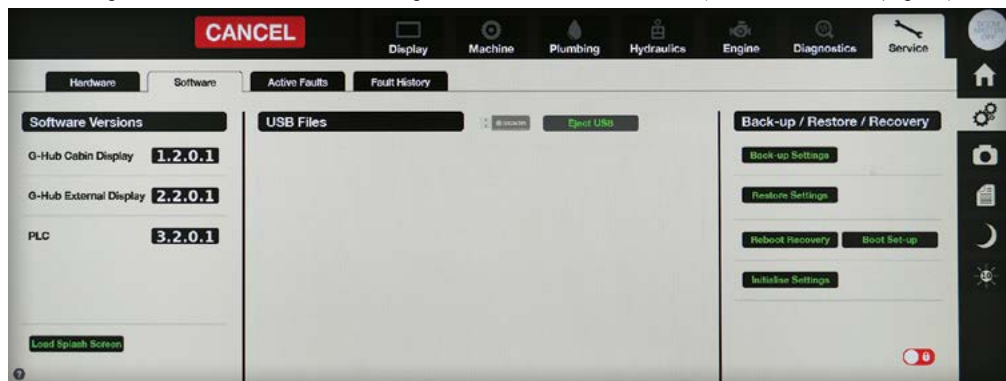 CANCEL
Display
Machine
Plumbing
Hydraulics
Engine
Diagnostics
Service
Hardware
Software
Active Faults
Fault History
Software Versions
USB Files
Eject USB
Back-up / Restore / Recovery
G-Hub Cabin Display 1.2.0.1
Back-up Settings
G-Hub External Display 2.2.0.1
Restore Settings
PLC 3.2.0.1
Reboot Recovery
Boot Set-up
Initialise Settings
Load Splash Screen
?